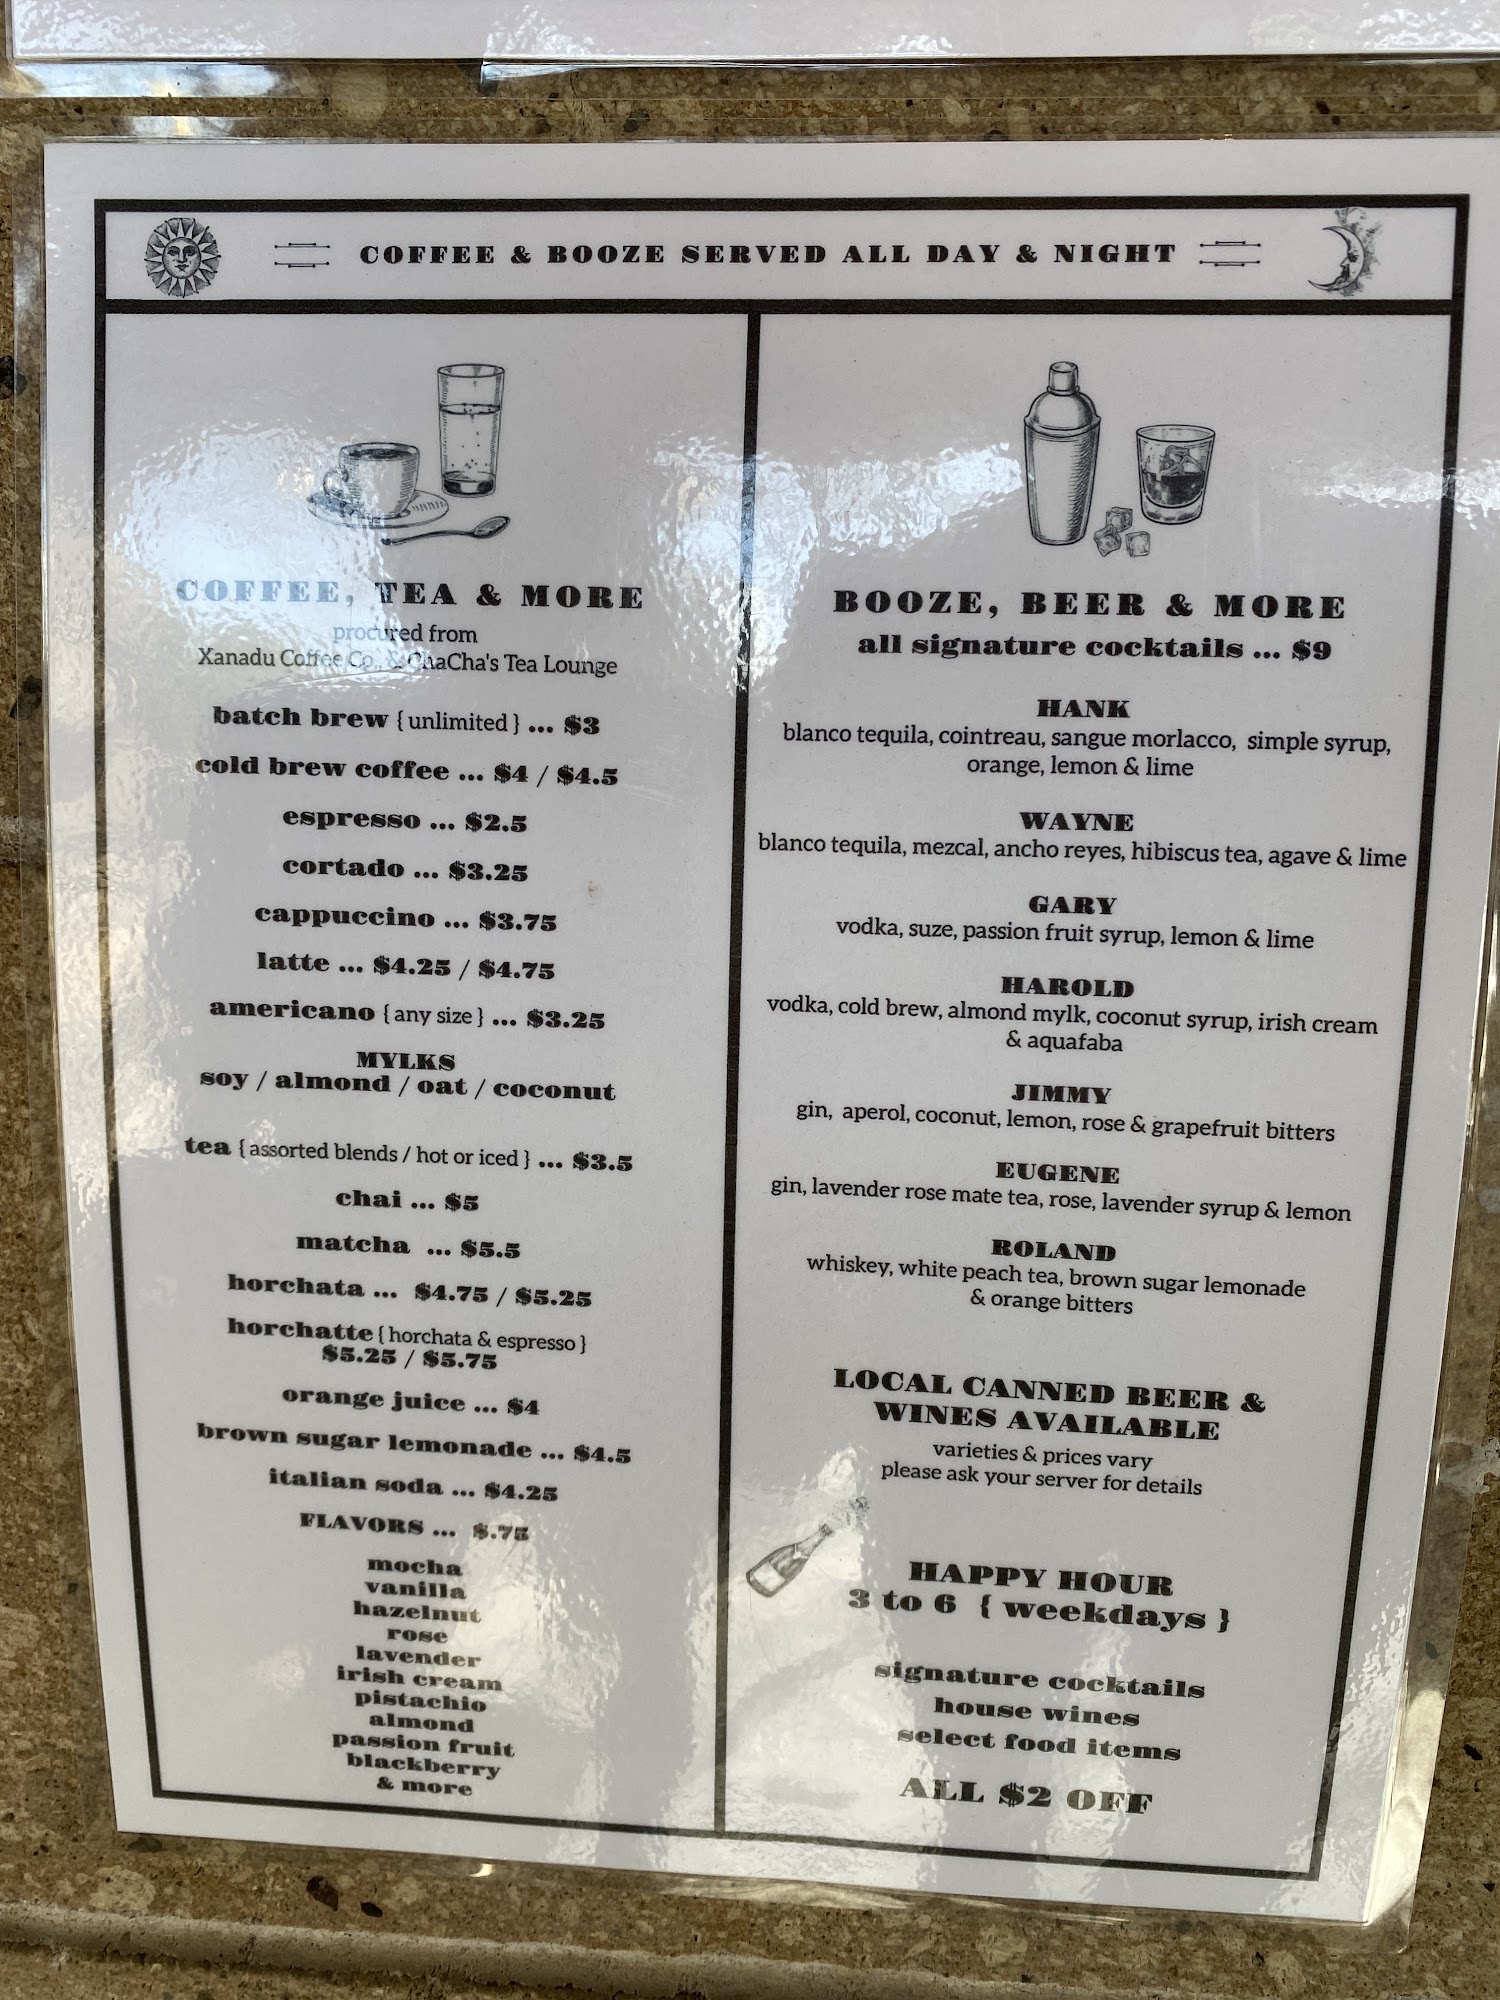 COFFEE & BOOZE SERVED ALL DAY & NIGHT
COFFEE, TEA & MORE
procured from
Xanadu Coffee Co., & ChaCha's Tea Lounge
batch brew { unlimited } ... $3
cold brew coffee ... $4 / $4.5
espresso ... $2.5
cortado ... $3.25
cappuccino ... $3.75
latte ... $4.25 / $4.75
americano { any size } ... $3.25
MYLKS
soy / almond / oat / coconut
tea { assorted blends / hot or iced } ... $3.5
chai ... $5
matcha ... $5.5
horchata ... $4.75 / $5.25
horchatte { horchata & espresso }
$5.25 / $5.75
orange juice ... $4
brown sugar lemonade ... $4.5
italian soda ... $4.25
FLAVORS ... $.75
mocha
vanilla
hazelnut
rose
lavender
irish cream
pistachio
almond
passion fruit
blackberry
& more
BOOZE, BEER & MORE
all signature cocktails ... $9
HANK
blanco tequila, cointreau, sangue morlacco, simple syrup,
orange, lemon & lime
WAYNE
blanco tequila, mezcal, ancho reyes, hibiscus tea, agave & lime
GARY
vodka, suze, passion fruit syrup, lemon & lime
HAROLD
vodka, cold brew, almond mylk, coconut syrup, irish cream
& aquafaba
JIMMY
gin, aperol, coconut, lemon, rose & grapefruit bitters
EUGENE
gin, lavender rose mate tea, rose, lavender syrup & lemon
ROLAND
whiskey, white peach tea, brown sugar lemonade
& orange bitters
LOCAL CANNED BEER &
WINES AVAILABLE
varieties & prices vary
please ask your server for details
HAPPY HOUR
3 to 6 { weekdays }
signature cocktails
house wines
select food items
ALL $2 OFF